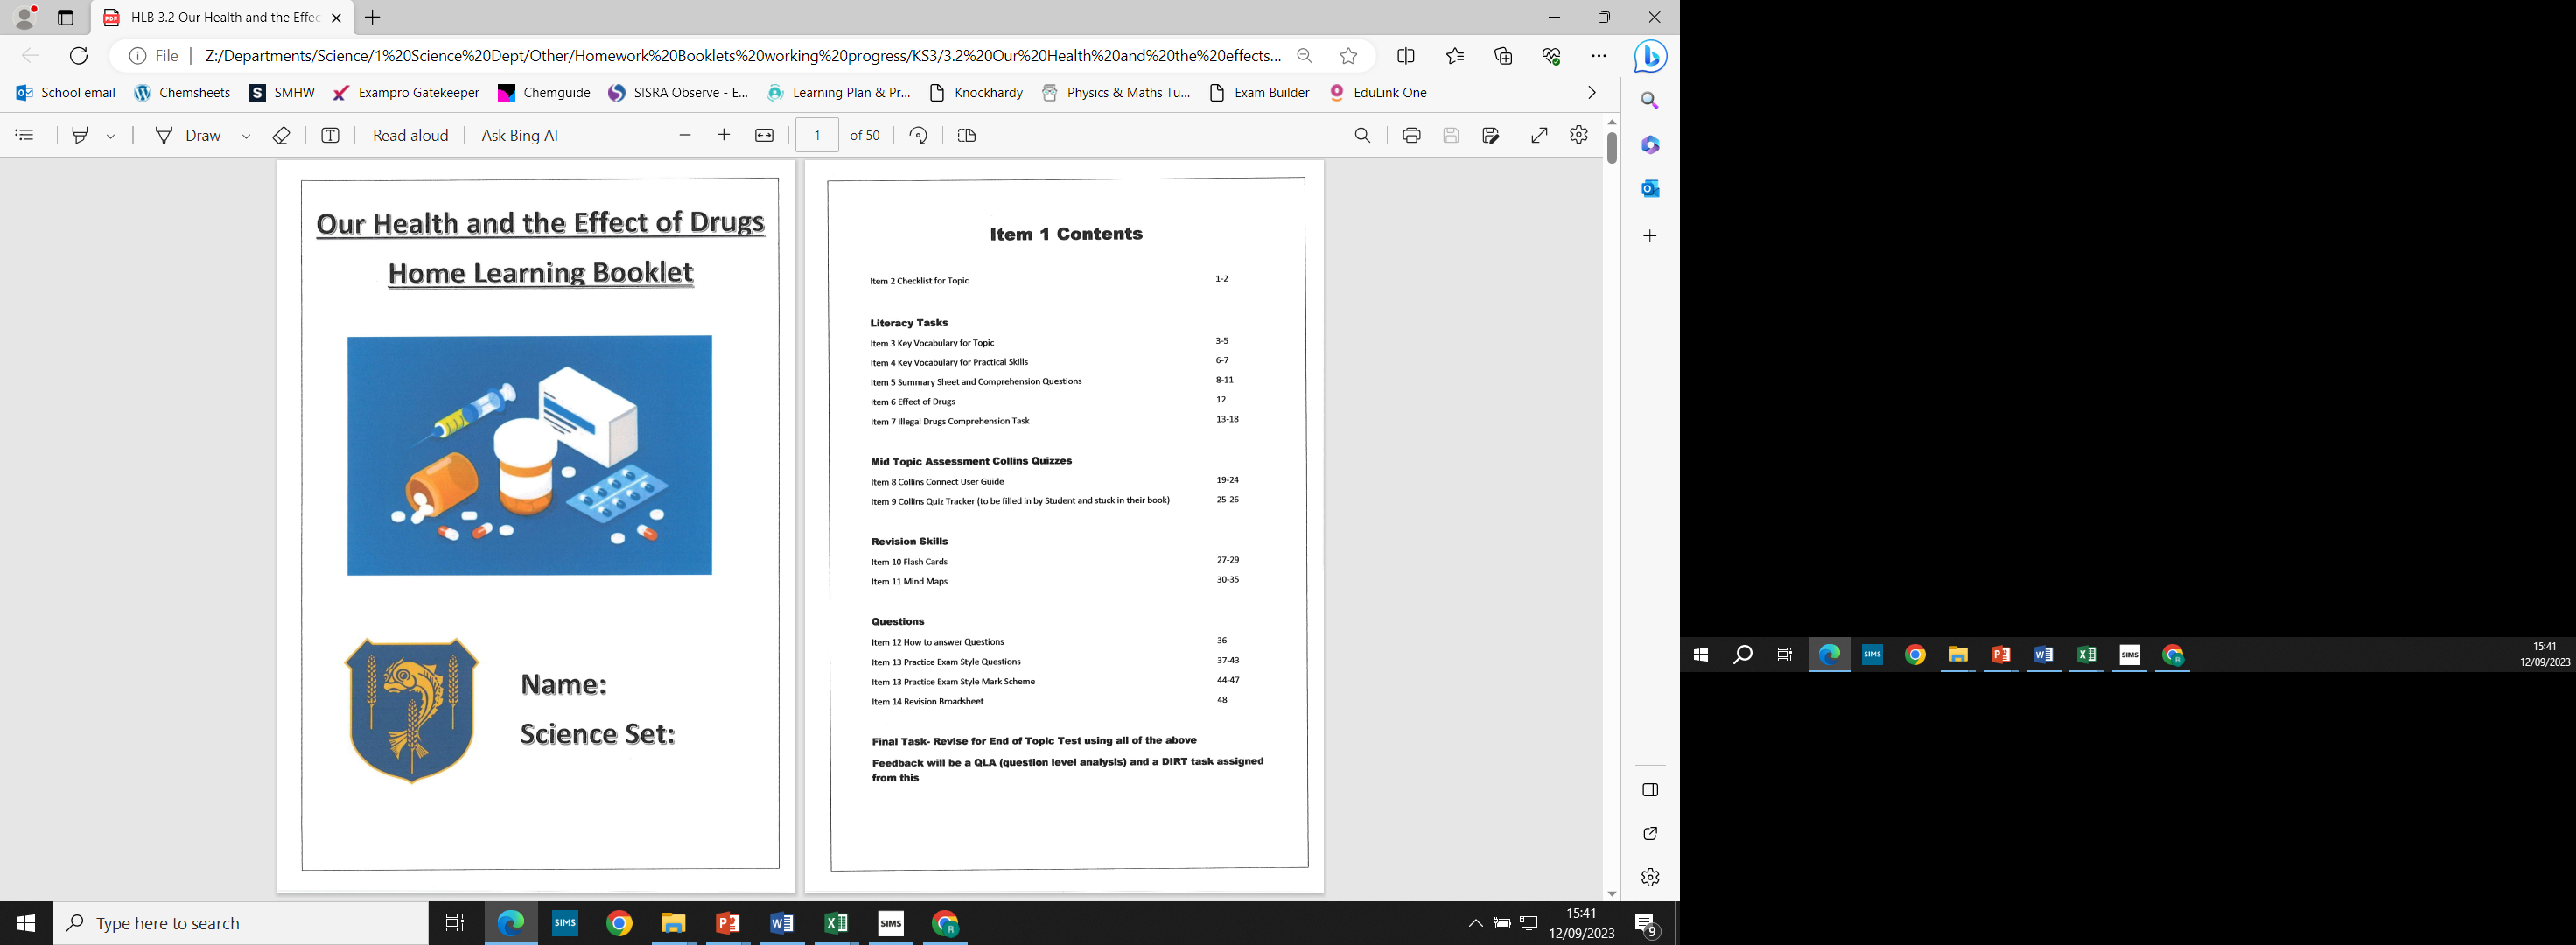 HLB 3.2 Our Health and the Effec
File
Z:/Departments/Science/1%20Science%20Dept/Other/Homework%20Booklets%20working%20progress/KS3/3.2%20Our%20Health%20and%20the%20effects...
School email
Chemsheets
SMHW
Exampro Gatekeeper
Chemguide
SISRA Observe - E...
Learning Plan & Pr...
Knockhardy
Physics & Maths Tu...
Exam Builder
EduLink One
Draw
Read aloud
Ask Bing AI
1
of 50
Our Health and the Effect of Drugs
Home Learning Booklet
Name:
Science Set:
Item 1 Contents
Item 2 Checklist for Topic 1-2
Literacy Tasks
Item 3 Key Vocabulary for Topic 3-5
Item 4 Key Vocabulary for Practical Skills 6-7
Item 5 Summary Sheet and Comprehension Questions 8-11
Item 6 Effect of Drugs 12
Item 7 Illegal Drugs Comprehension Task 13-18
Mid Topic Assessment Collins Quizzes
Item 8 Collins Connect User Guide 19-24
Item 9 Collins Quiz Tracker (to be filled in by Student and stuck in their book) 25-26
Revision Skills
Item 10 Flash Cards 27-29
Item 11 Mind Maps 30-35
Questions
Item 12 How to answer Questions 36
Item 13 Practice Exam Style Questions 37-43
Item 13 Practice Exam Style Mark Scheme 44-47
Item 14 Revision Broadsheet 48
Final Task- Revise for End of Topic Test using all of the above
Feedback will be a QLA (question level analysis) and a DIRT task assigned
from this
Type here to search
SIMS
SIMS
15:41
12/09/2023
9
SIMS
SIMS
15:41
12/09/2023